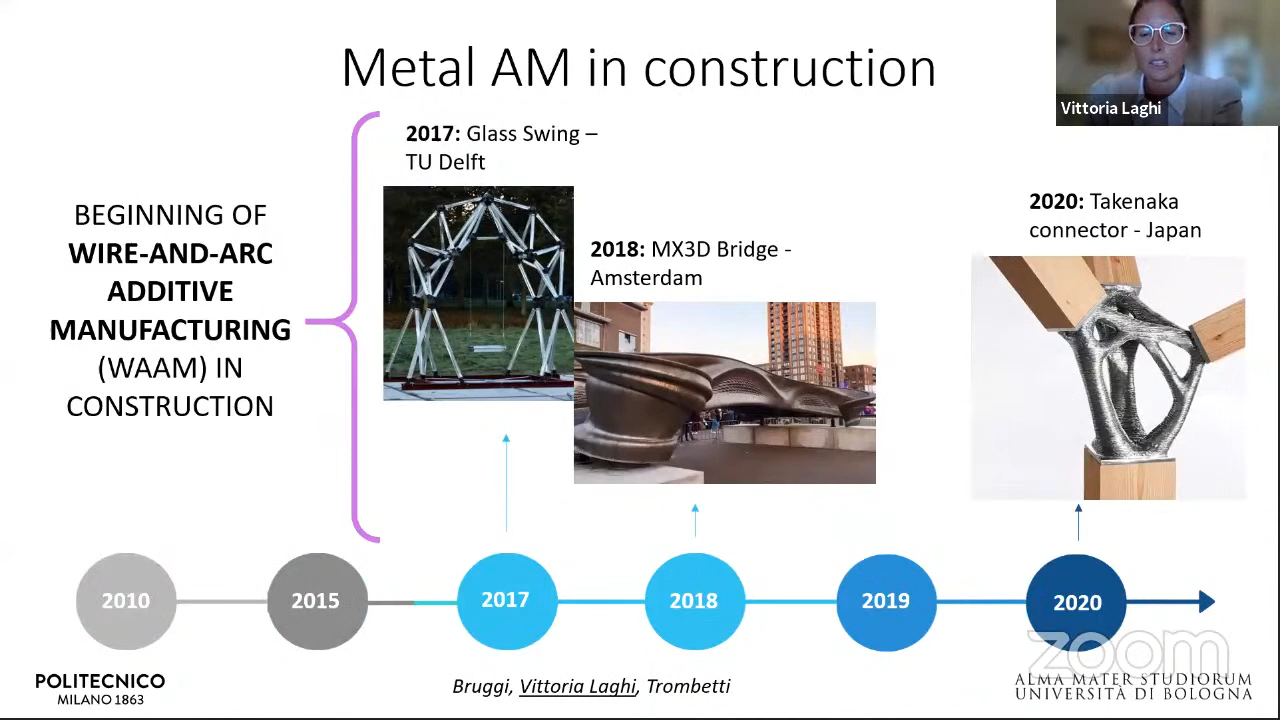 Metal AM in construction
Vittoria Laghi
2017: Glass Swing –
TU Delft
BEGINNING OF
WIRE-AND-ARC
ADDITIVE
MANUFACTURING
(WAAM) IN
CONSTRUCTION
2018: MX3D Bridge -
Amsterdam
2020: Takenaka
connector - Japan
2010
2015
2017
2018
2019
2020
zoom
POLITECNICO
MILANO 1863
Bruggi, Vittoria Laghi, Trombetti
ALMA MATER STUDIORUM
UNIVERSITÀ DI BOLOGNA